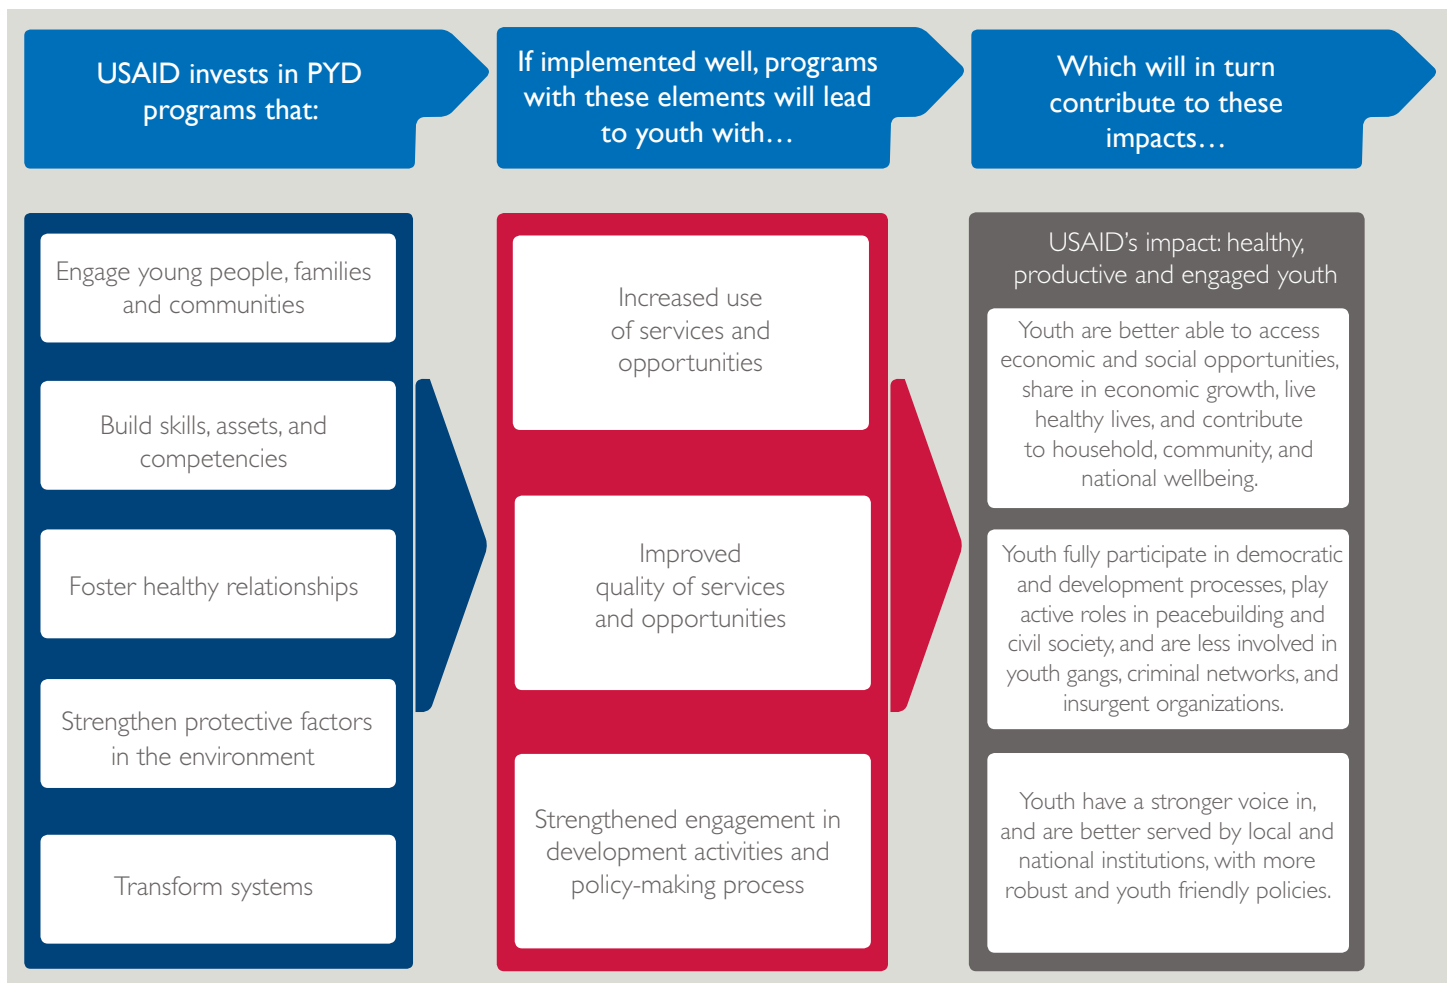 USAID invests in PYD
programs that:
If implemented well, programs
with these elements will lead
to youth with…
Which will in turn
contribute to these
impacts…
Engage young people, families
and communities
Build skills, assets, and
competencies
Foster healthy relationships
Strengthen protective factors
in the environment
Transform systems
Increased use
of services and
opportunities
Improved
quality of services
and opportunities
Strengthened engagement in
development activities and
policy-making process
USAID’s impact: healthy,
productive and engaged youth
Youth are better able to access
economic and social opportunities,
share in economic growth, live
healthy lives, and contribute
to household, community, and
national wellbeing.
Youth fully participate in democratic
and development processes, play
active roles in peacebuilding and
civil society, and are less involved in
youth gangs, criminal networks, and
insurgent organizations.
Youth have a stronger voice in,
and are better served by local and
national institutions, with more
robust and youth friendly policies.